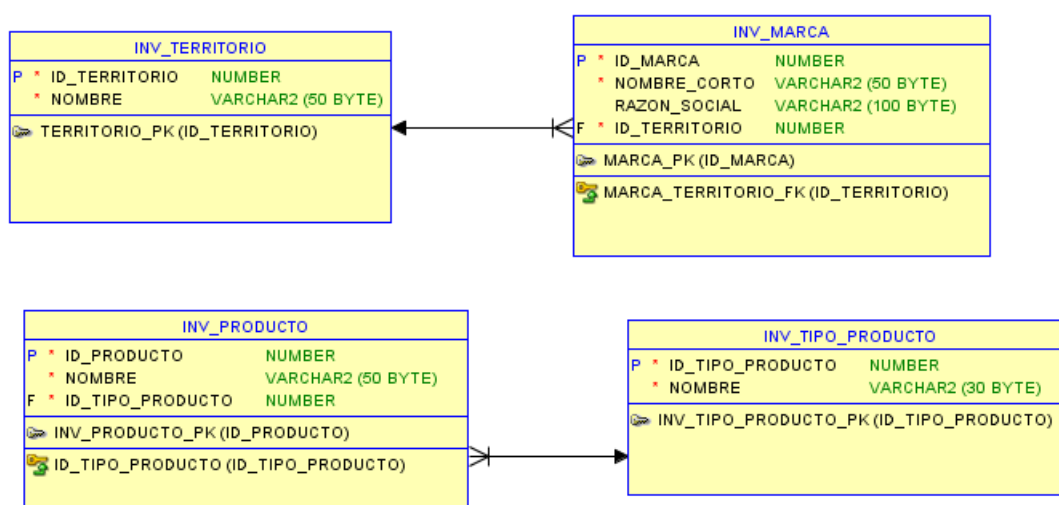 INV_TERRITORIO
P * ID_TERRITORIO NUMBER
* NOMBRE VARCHAR2 (50 BYTE)
TERRITORIO_PK (ID_TERRITORIO)
INV_MARCA
P * ID_MARCA NUMBER
* NOMBRE_CORTO VARCHAR2 (50 BYTE)
RAZON_SOCIAL VARCHAR2 (100 BYTE)
F * ID_TERRITORIO NUMBER
MARCA_PK (ID_MARCA)
MARCA_TERRITORIO_FK (ID_TERRITORIO)
INV_PRODUCTO
P * ID_PRODUCTO NUMBER
* NOMBRE VARCHAR2 (50 BYTE)
F * ID_TIPO_PRODUCTO NUMBER
INV_PRODUCTO_PK (ID_PRODUCTO)
ID_TIPO_PRODUCTO (ID_TIPO_PRODUCTO)
INV_TIPO_PRODUCTO
P * ID_TIPO_PRODUCTO NUMBER
* NOMBRE VARCHAR2 (30 BYTE)
INV_TIPO_PRODUCTO_PK (ID_TIPO_PRODUCTO)